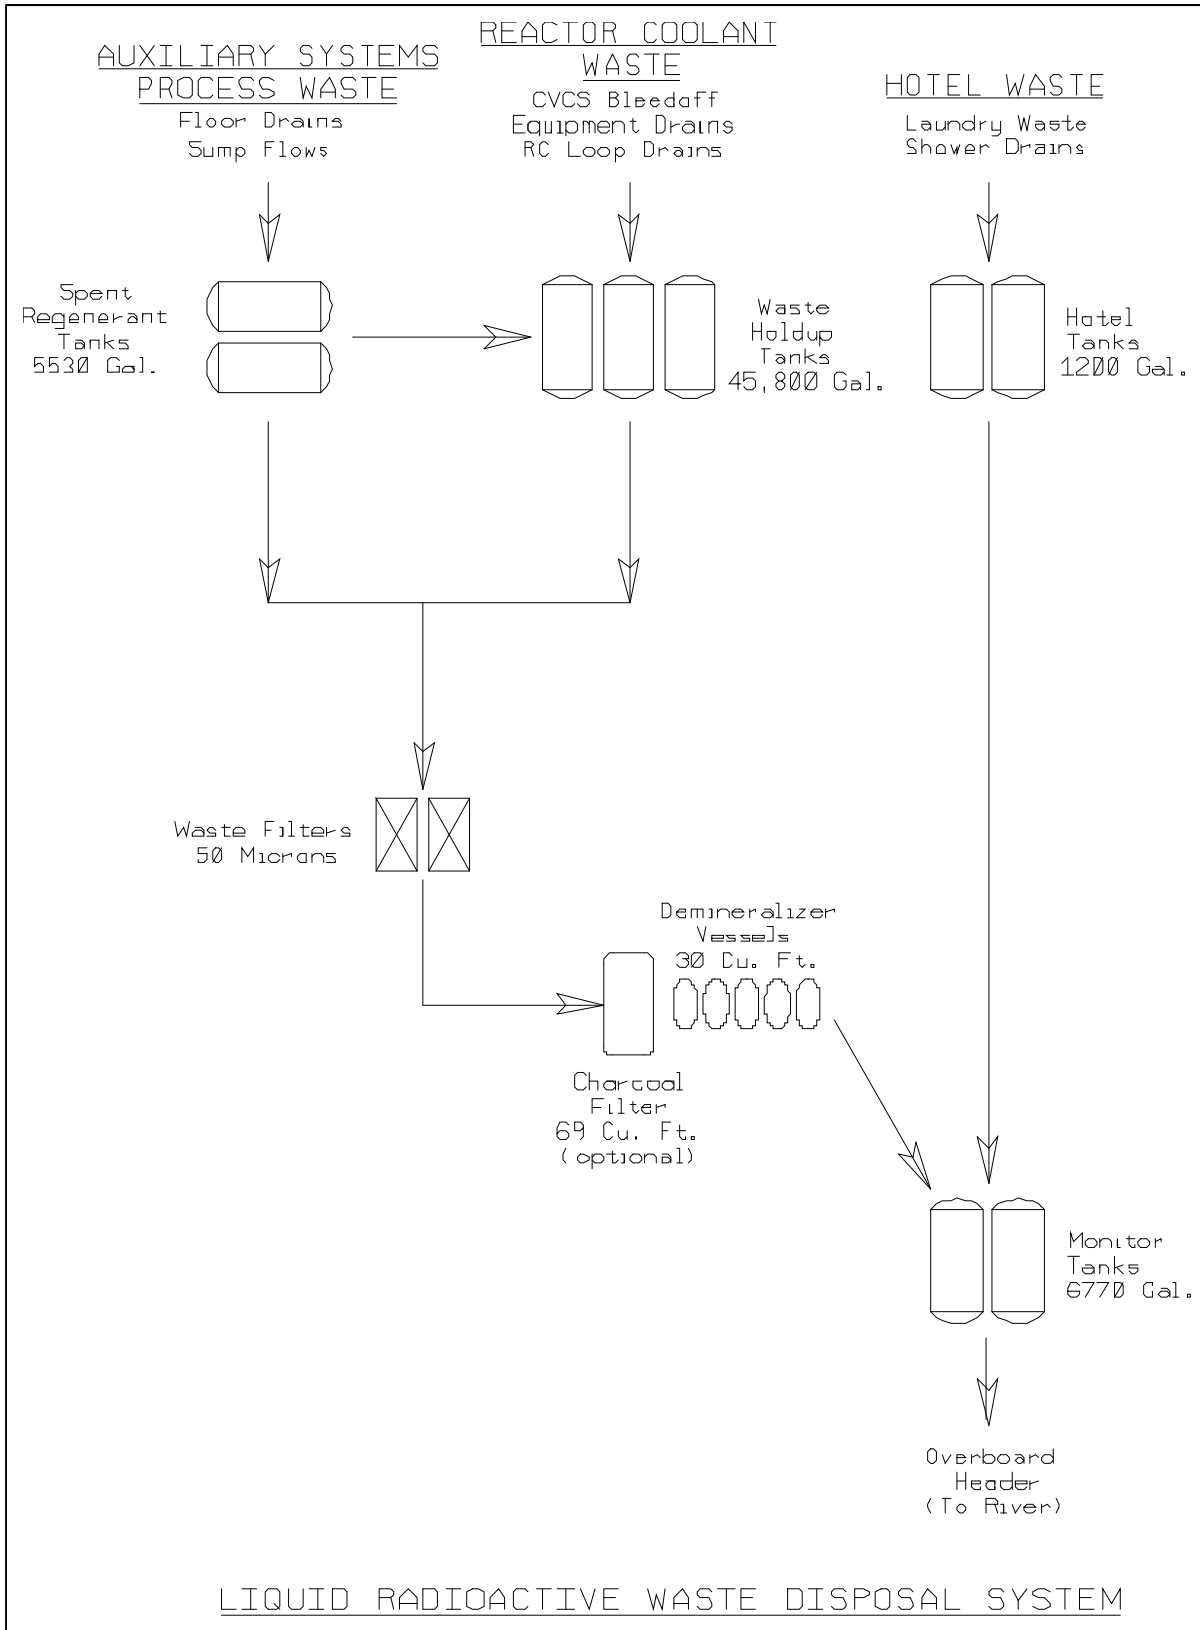 AUXILIARY SYSTEMS
PROCESS WASTE
Floor Drains
Sump Flows
REACTOR COOLANT
WASTE
CVCS Bleedoff
Equipment Drains
RC Loop Drains
HOTEL WASTE
Laundry Waste
Shower Drains
Spent
Regenerant
Tanks
5530 Gal.
Waste
Holdup
Tanks
45,800 Gal.
Hotel
Tanks
1200 Gal.
Waste Filters
50 Microns
Demineralizer
Vessels
30 Cu. Ft.
Charcoal
Filter
69 Cu. Ft.
(optional)
Monitor
Tanks
6770 Gal.
Overboard
Header
(To River)
LIQUID RADIOACTIVE WASTE DISPOSAL SYSTEM